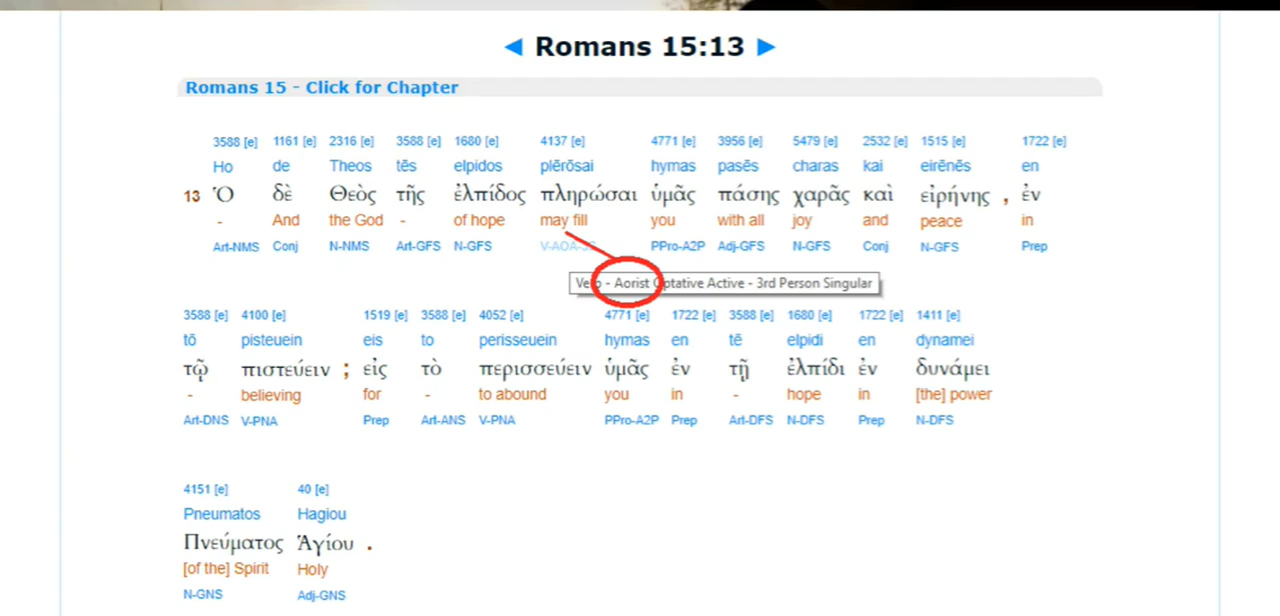 ◄ Romans 15:13 ►
Romans 15 - Click for Chapter
3588 [e] 1161 [e] 2316 [e] 3588 [e] 1680 [e] 4137 [e] 4771 [e] 3956 [e] 5479 [e] 2532 [e] 1515 [e] 1722 [e]
Ho de Theos tēs elpidos plērōsai hymas pasēs charas kai eirēnēs en
13 Ὁ δὲ Θεὸς τῆς ἐλπίδος πληρώσαι ὑμᾶς πάσης χαρᾶς καὶ εἰρήνης , ἐν
- And the God - of hope may fill you with all joy and peace in
Art-NMS Conj N-NMS Art-GFS N-GFS V-AOA-3S PPro-A2P Adj-GFS N-GFS Conj N-GFS Prep
Verb - Aorist Optative Active - 3rd Person Singular
3588 [e] 4100 [e] 1519 [e] 3588 [e] 4052 [e] 4771 [e] 1722 [e] 3588 [e] 1680 [e] 1722 [e] 1411 [e]
tō pisteuein eis to perisseuein hymas en tē elpidi en dynamei
τῷ πιστεύειν ; εἰς τὸ περισσεύειν ὑμᾶς ἐν τῇ ἐλπίδι ἐν δυνάμει
- believing for - to abound you in - hope in [the] power
Art-DNS V-PNA Prep Art-ANS V-PNA PPro-A2P Prep Art-DFS N-DFS Prep N-DFS
4151 [e] 40 [e]
Pneumatos Hagiou
Πνεύματος Ἁγίου .
[of the] Spirit Holy
N-GNS Adj-GNS